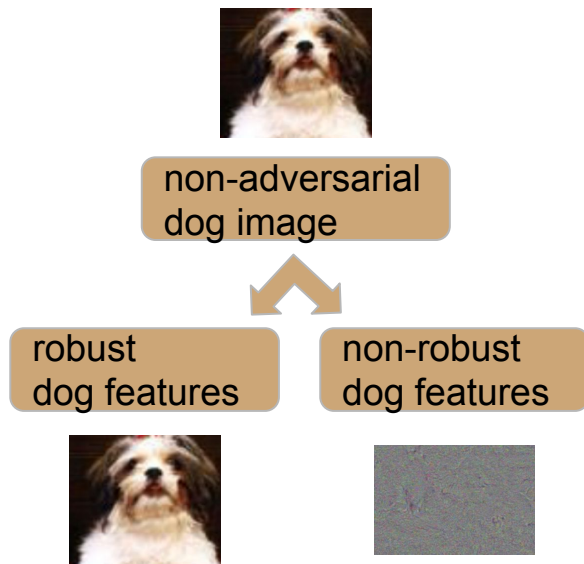 non-adversarial
dog image
robust
dog features
non-robust
dog features